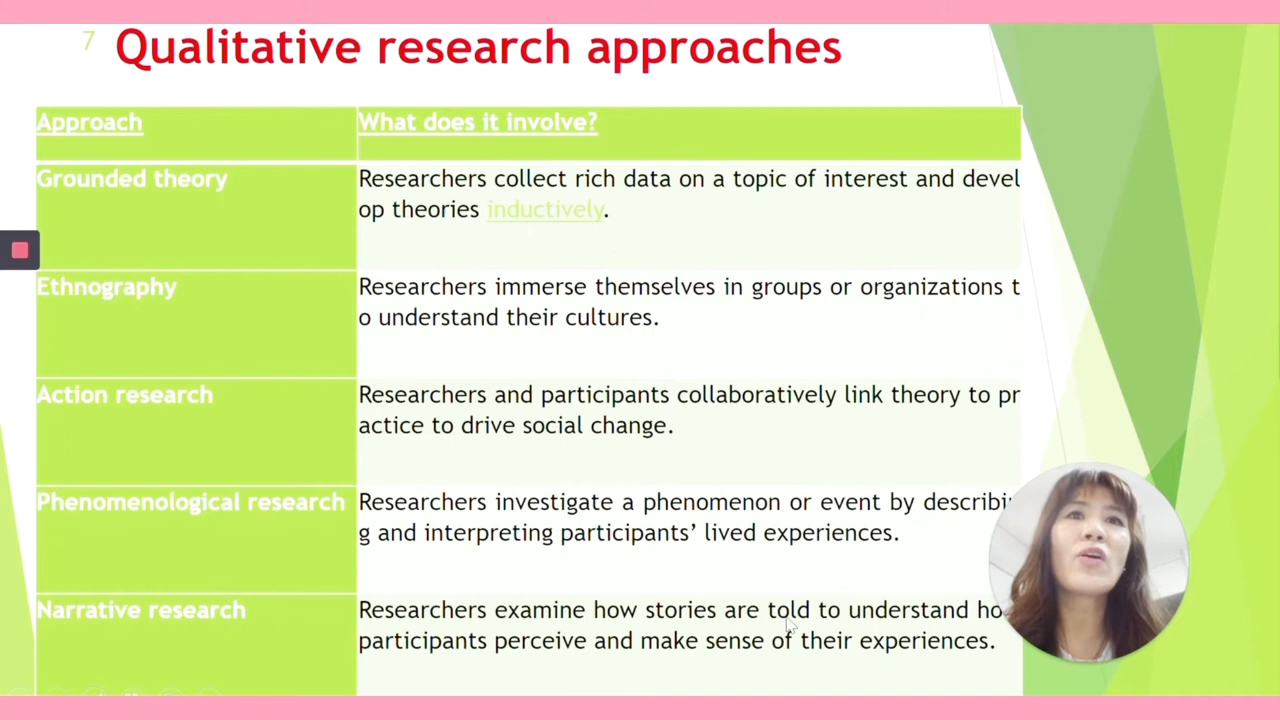 7
Qualitative research approaches
Approach
What does it involve?
Grounded theory
Researchers collect rich data on a topic of interest and devel
op theories inductively.
Ethnography
Researchers immerse themselves in groups or organizations t
o understand their cultures.
Action research
Researchers and participants collaboratively link theory to pr
actice to drive social change.
Phenomenological research
Researchers investigate a phenomenon or event by describi
g and interpreting participants’ lived experiences.
Narrative research
Researchers examine how stories are told to understand ho
participants perceive and make sense of their experiences.